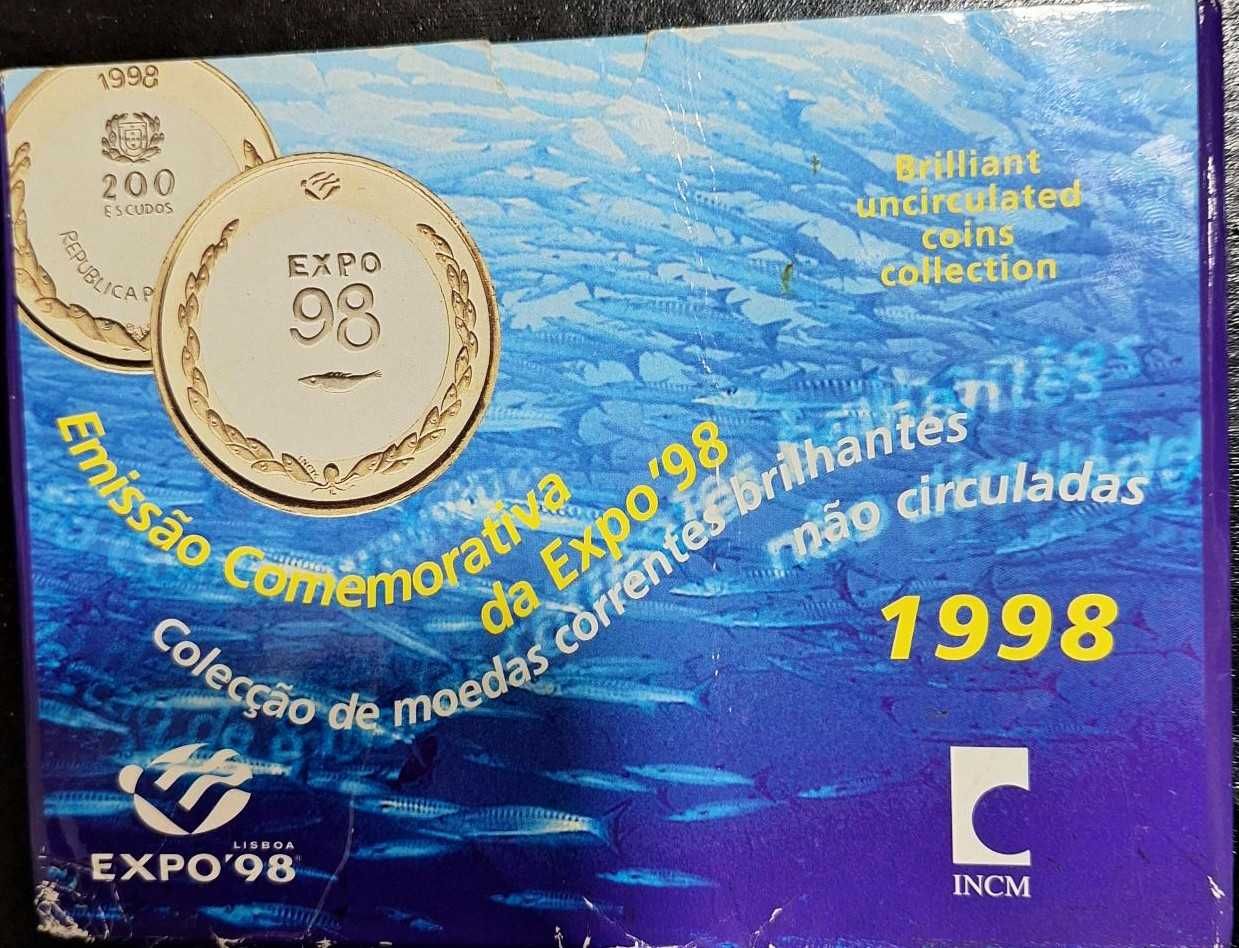 1998
200
ESCUDOS
REPUBLICA P
EXPO
98
INCM
Brilliant
uncirculated
coins
collection
Emissão Comemorativa
da Expo'98
Colecção de moedas correntes brilhantes
não circuladas
1998
LISBOA
EXPO'98
INCM